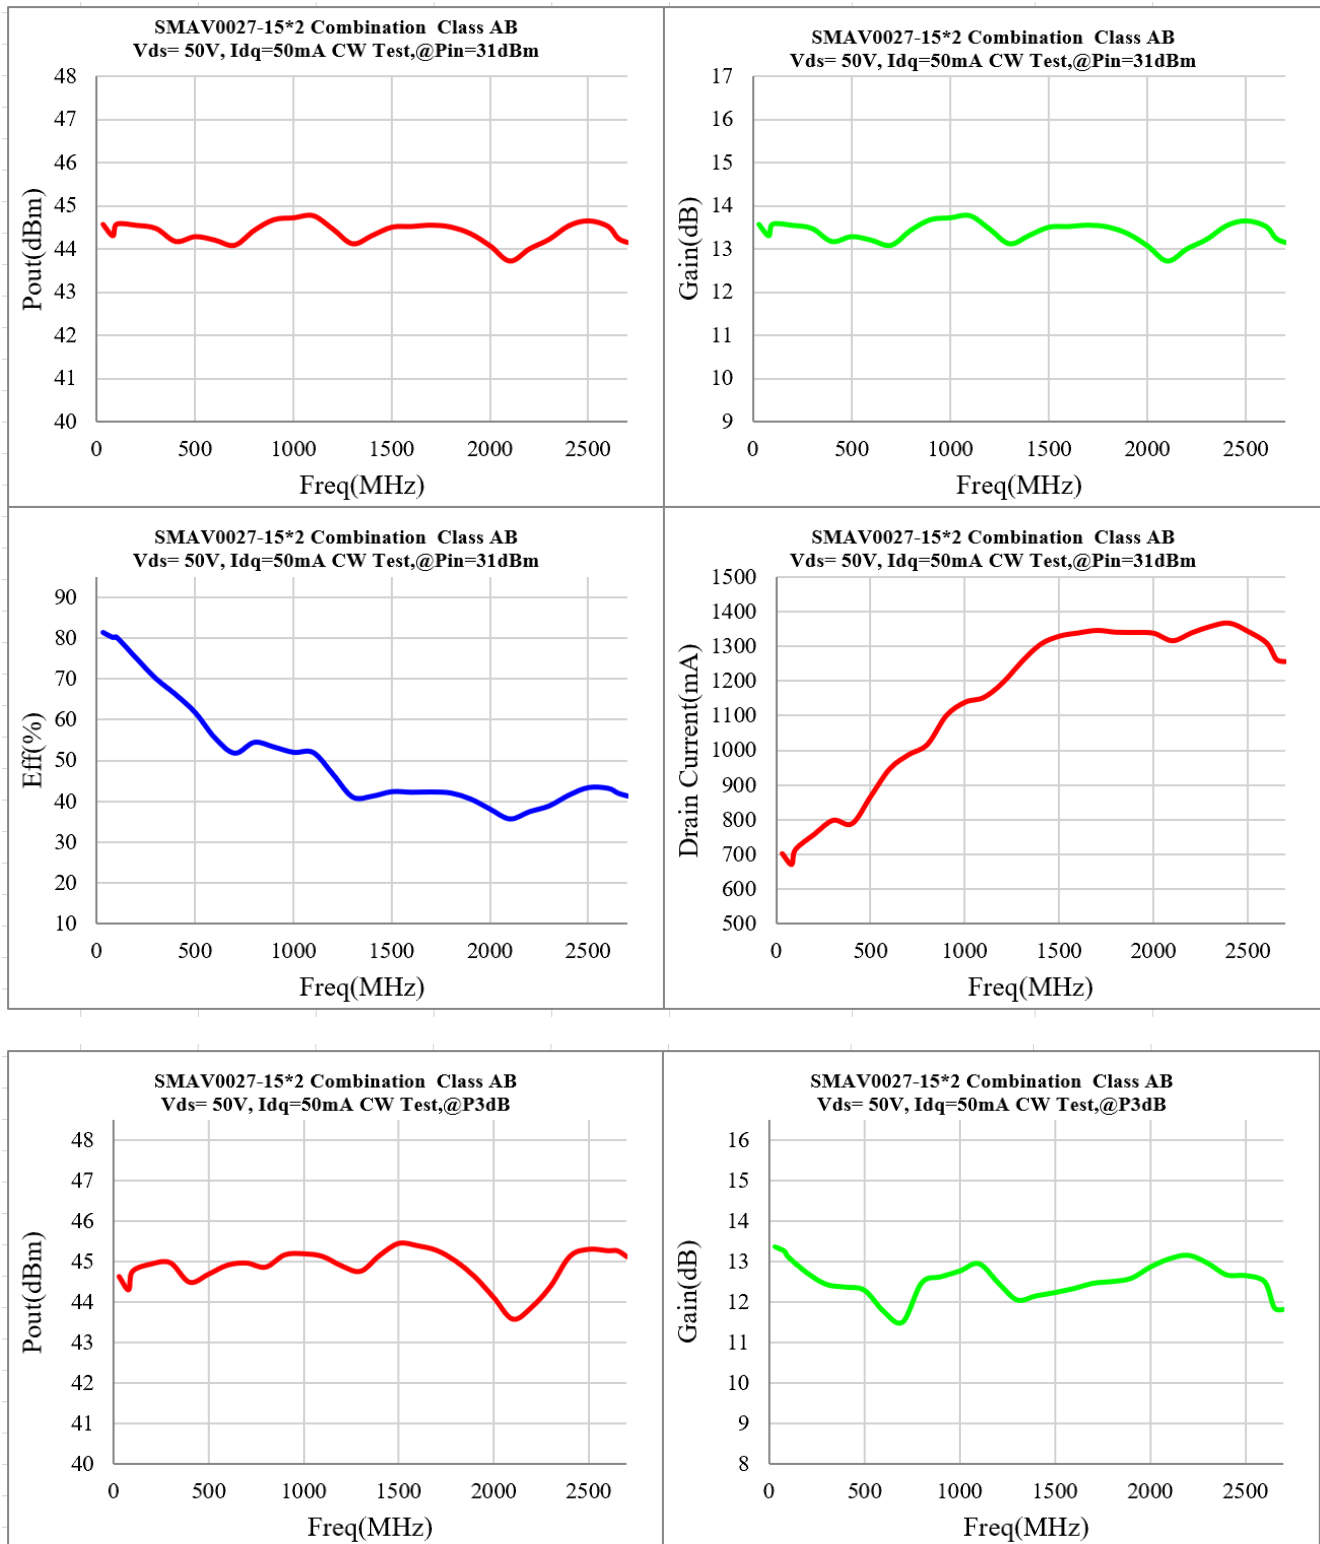 SMAV0027-15*2 Combination  Class AB
Vds= 50V, Idq=50mA CW Test,@Pin=31dBm
48
47
46
45
44
43
42
41
40
Pout(dBm)
0 500 1000 1500 2000 2500
Freq(MHz)
SMAV0027-15*2 Combination  Class AB
Vds= 50V, Idq=50mA CW Test,@Pin=31dBm
17
16
15
14
13
12
11
10
9
Gain(dB)
0 500 1000 1500 2000 2500
Freq(MHz)
SMAV0027-15*2 Combination  Class AB
Vds= 50V, Idq=50mA CW Test,@Pin=31dBm
90
80
70
60
50
40
30
20
10
Eff(%)
0 500 1000 1500 2000 2500
Freq(MHz)
SMAV0027-15*2 Combination  Class AB
Vds= 50V, Idq=50mA CW Test,@Pin=31dBm
1500
1400
1300
1200
1100
1000
900
800
700
600
500
Drain Current(mA)
0 500 1000 1500 2000 2500
Freq(MHz)
SMAV0027-15*2 Combination  Class AB
Vds= 50V, Idq=50mA CW Test,@P3dB
48
47
46
45
44
43
42
41
40
Pout(dBm)
0 500 1000 1500 2000 2500
Freq(MHz)
SMAV0027-15*2 Combination  Class AB
Vds= 50V, Idq=50mA CW Test,@P3dB
16
15
14
13
12
11
10
9
8
Gain(dB)
0 500 1000 1500 2000 2500
Freq(MHz)